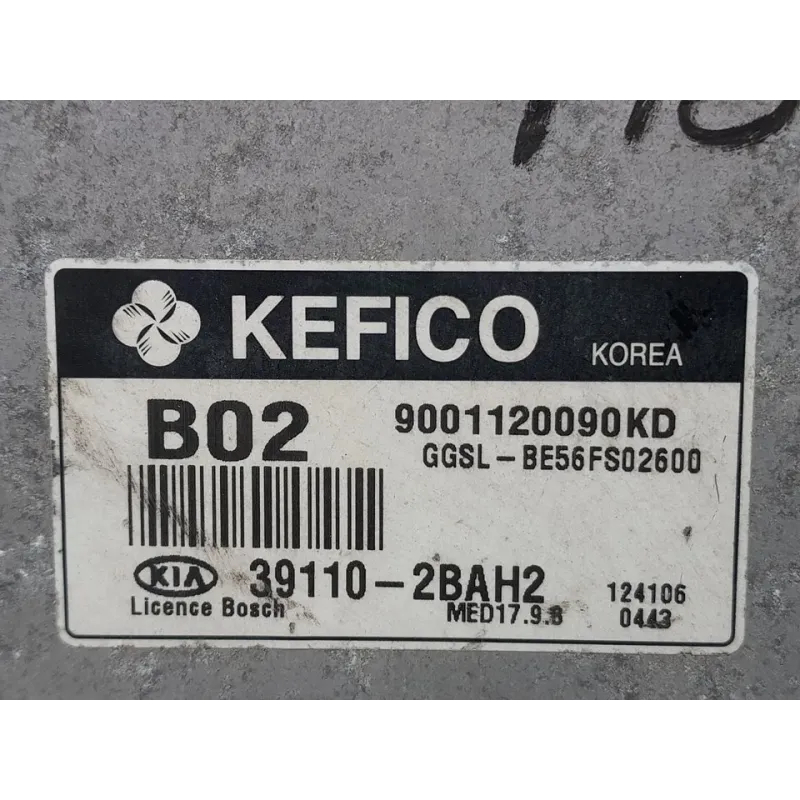 KEFICO KOREA
B02 9001120090KD
GGSL-BE56FS02600
KIA 39110-2BAH2 124106
Licence Bosch MED17.9.8 0443